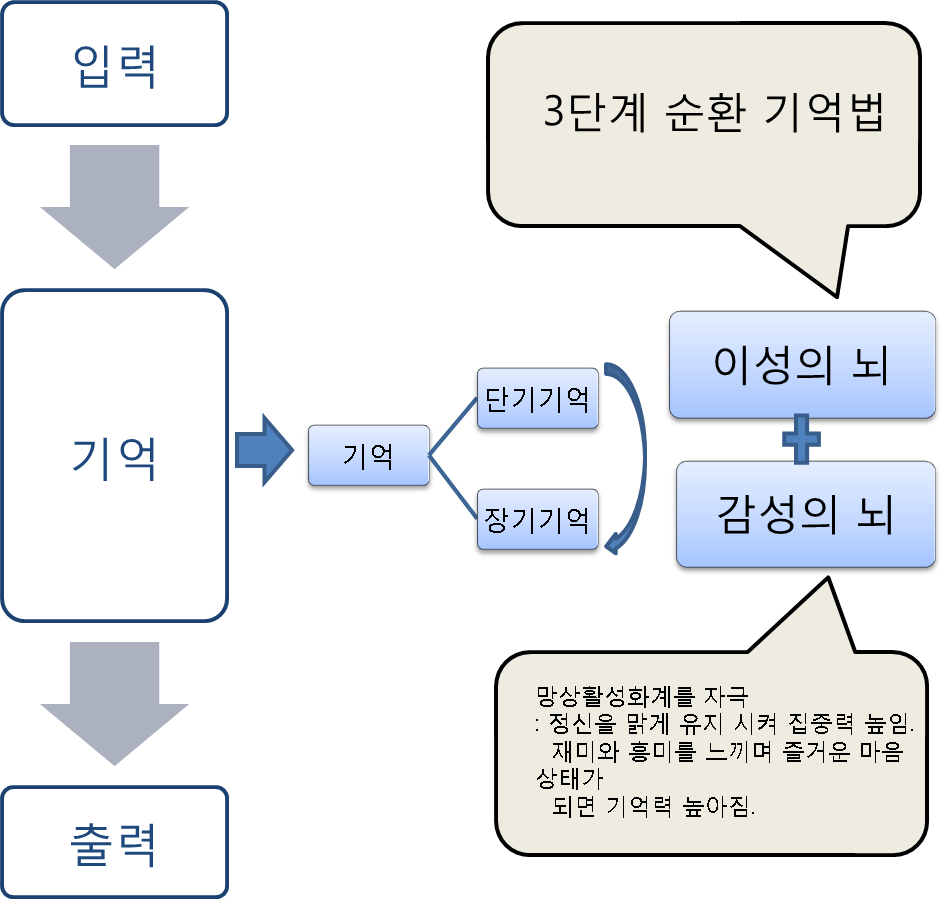 입력
3단계 순환 기억법
이성의 뇌
단기기억
기억
기억
장기기억
감성의 뇌
망상활성화계를 자극
: 정신을 맑게 유지 시켜 집중력 높임.
재미와 흥미를 느끼며 즐거운 마음
상태가
되면 기억력 높아짐.
출력